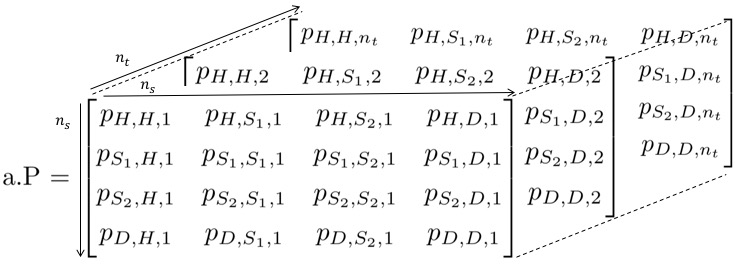 p_{H,H,n_t} p_{H,S_1,n_t} p_{H,S_2,n_t} p_{H,D,n_t}
n_t
p_{H,H,2} p_{H,S_1,2} p_{H,S_2,2} p_{H,D,2} p_{S_1,D,n_t}
n_s
n_s p_{H,H,1} p_{H,S_1,1} p_{H,S_2,1} p_{H,D,1} p_{S_1,D,2} p_{S_2,D,n_t}
p_{S_1,H,1} p_{S_1,S_1,1} p_{S_1,S_2,1} p_{S_1,D,1} p_{S_2,D,2} p_{D,D,n_t}
a.P =
p_{S_2,H,1} p_{S_2,S_1,1} p_{S_2,S_2,1} p_{S_2,D,1} p_{D,D,2}
p_{D,H,1} p_{D,S_1,1} p_{D,S_2,1} p_{D,D,1}